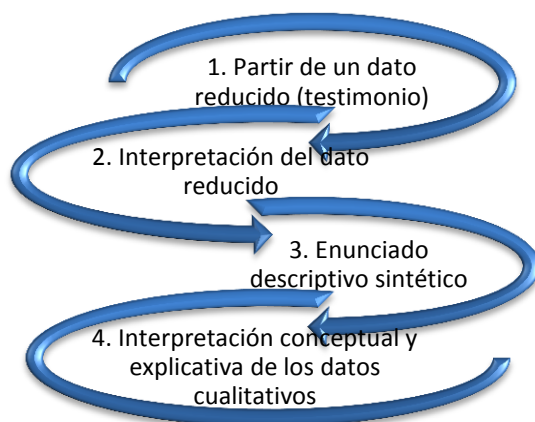 1. Partir de un dato
reducido (testimonio)
2. Interpretación del dato
reducido
3. Enunciado
descriptivo sintético
4. Interpretación conceptual y
explicativa de los datos
cualitativos